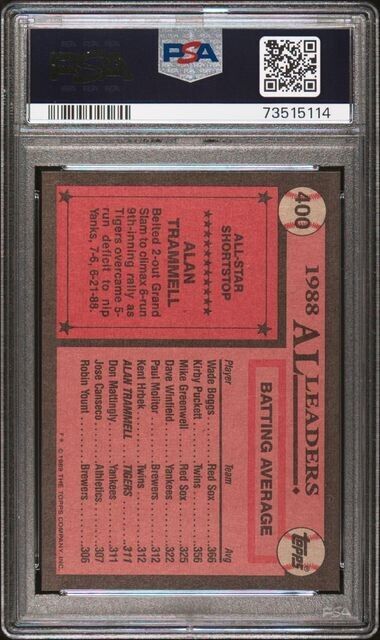 PSA
73515114
400
1988 AL LEADERS
TOPPS
ALL-STAR
SHORTSTOP
ALAN
TRAMMELL
Belted 2-out Grand
Slam to climax 6-run
9th-inning rally as
Tigers overcame 5-
run deficit to nip
Yanks, 7-6, 6-21-88.
BATTING AVERAGE
Player Team Avg
Wade Boggs Red Sox .366
Kirby Puckett Twins .356
Mike Greenwell Red Sox .325
Dave Winfield Yankees .322
Paul Molitor Brewers .312
Kent Hrbek Twins .312
ALAN TRAMMELL TIGERS .311
Don Mattingly Yankees .311
Jose Canseco Athletics .307
Robin Yount Brewers .306
© 1989 THE TOPPS COMPANY, INC.